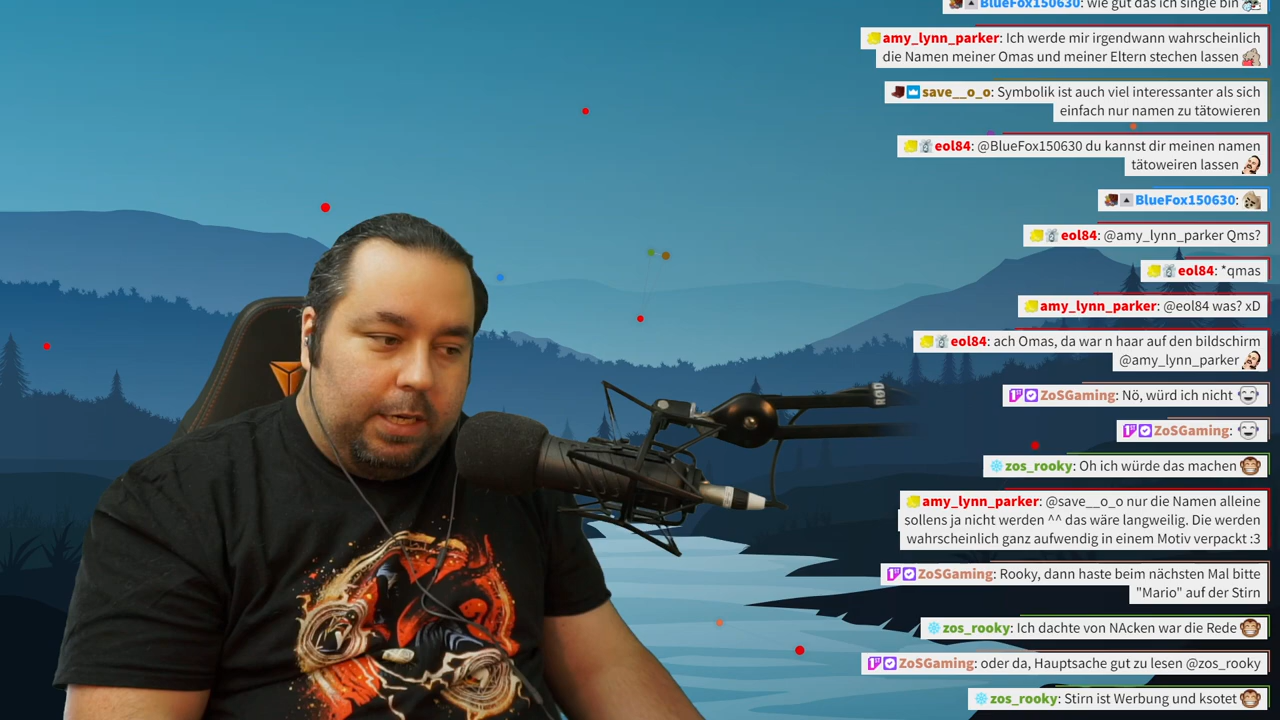 BlueFox150630: wie gut das ich single bin
amy_lynn_parker: Ich werde mir irgendwann wahrscheinlich
die Namen meiner Omas und meiner Eltern stechen lassen
save__o_o: Symbolik ist auch viel interessanter als sich
einfach nur namen zu tätowieren
eol84: @BlueFox150630 du kannst dir meinen namen
tätoweiren lassen
BlueFox150630:
eol84: @amy_lynn_parker Qms?
eol84: *qmas
amy_lynn_parker: @eol84 was? xD
eol84: ach Omas, da war n haar auf den bildschirm
@amy_lynn_parker
ZoSGaming: Nö, würd ich nicht
ZoSGaming:
zos_rooky: Oh ich würde das machen
amy_lynn_parker: @save__o_o nur die Namen alleine
sollens ja nicht werden ^^ das wäre langweilig. Die werden
wahrscheinlich ganz aufwendig in einem Motiv verpackt :3
ZoSGaming: Rooky, dann haste beim nächsten Mal bitte
"Mario" auf der Stirn
zos_rooky: Ich dachte von NAcken war die Rede
ZoSGaming: oder da, Hauptsache gut zu lesen @zos_rooky
zos_rooky: Stirn ist Werbung und ksotet
RØDE